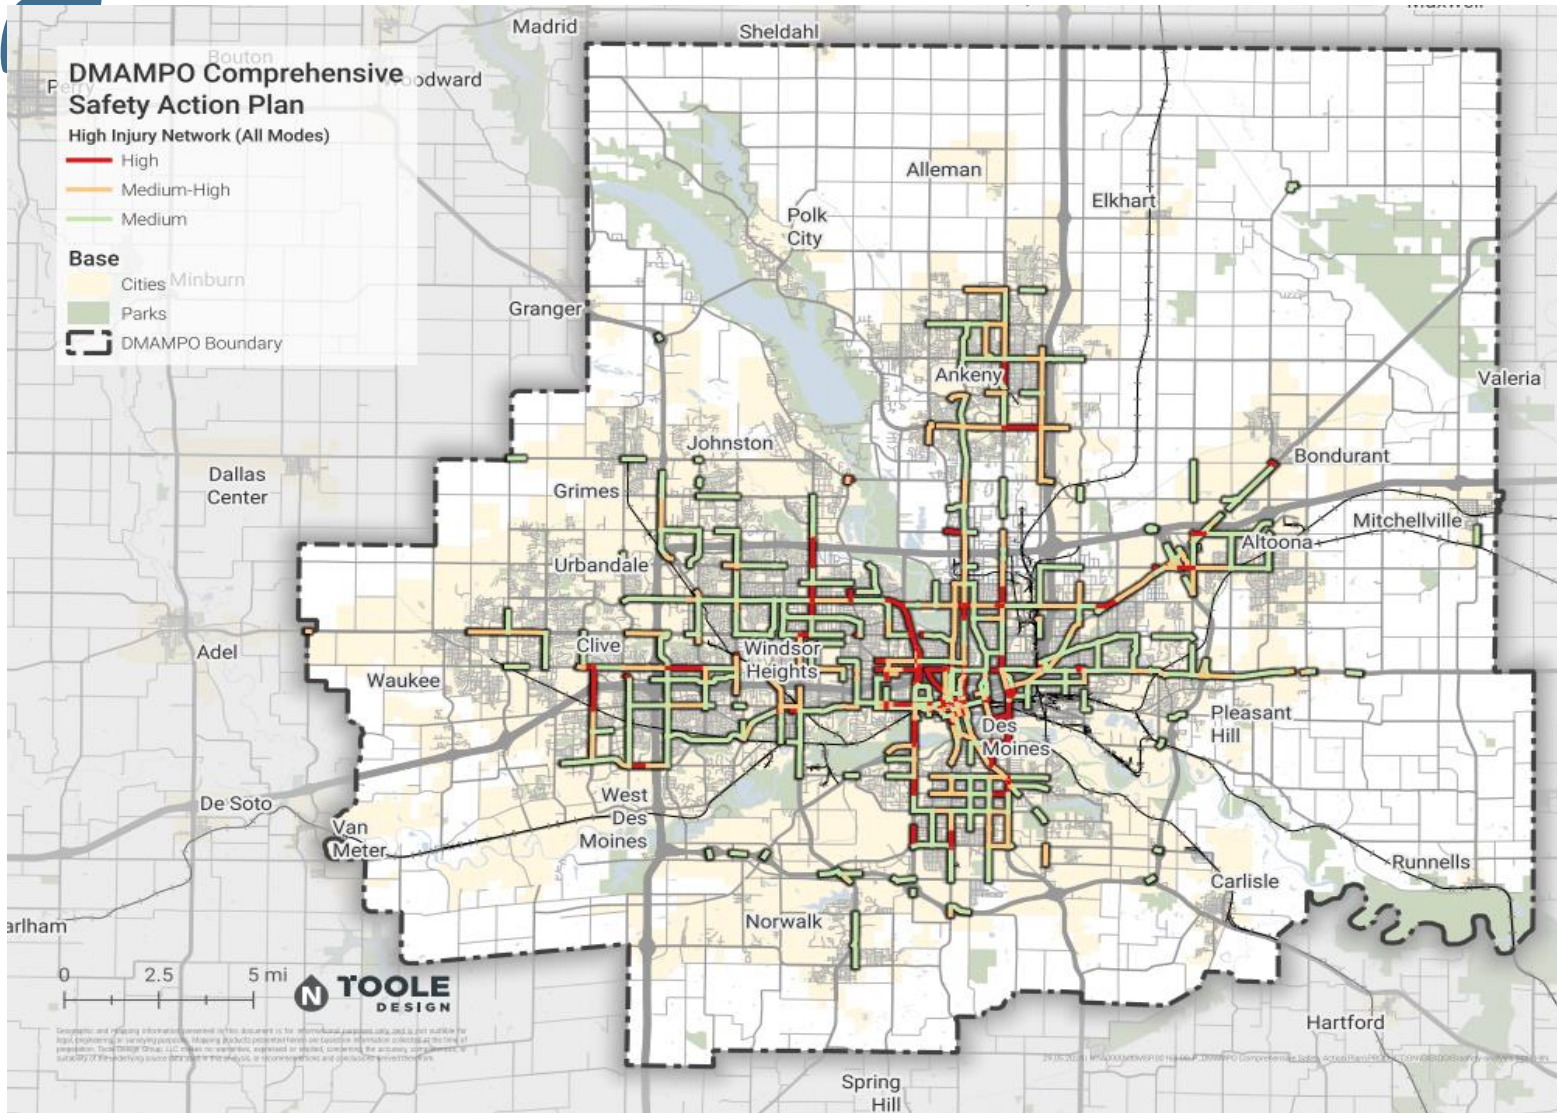 DMAMPO Comprehensive
Safety Action Plan
High Injury Network (All Modes)
High
Medium-High
Medium
Base
Cities
Parks
DMAMPO Boundary
Madrid
Sheldahl
Bouton
Perry
Woodward
Alleman
Elkhart
Polk
City
Minburn
Granger
Ankeny
Valeria
Johnston
Bondurant
Dallas
Center
Grimes
Mitchellville
Altoona
Urbandale
Adel
Clive
Windsor
Heights
Waukee
Pleasant
Hill
Des
Moines
De Soto
West
Des
Moines
Van
Meter
Runnells
Carlisle
Norwalk
arlham
0 2.5 5 mi
N TOOLE
DESIGN
Hartford
Spring
Hill